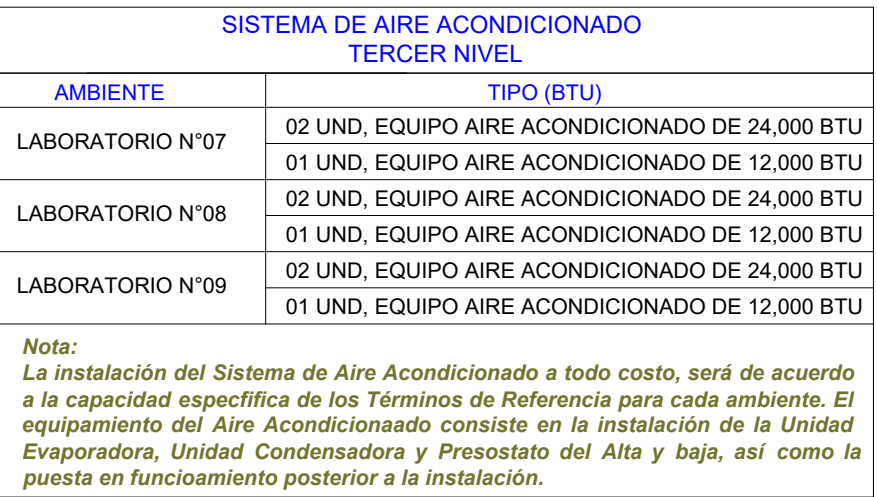 SISTEMA DE AIRE ACONDICIONADO
TERCER NIVEL
AMBIENTE TIPO (BTU)
LABORATORIO N°07
02 UND, EQUIPO AIRE ACONDICIONADO DE 24,000 BTU
01 UND, EQUIPO AIRE ACONDICIONADO DE 12,000 BTU
LABORATORIO N°08
02 UND, EQUIPO AIRE ACONDICIONADO DE 24,000 BTU
01 UND, EQUIPO AIRE ACONDICIONADO DE 12,000 BTU
LABORATORIO N°09
02 UND, EQUIPO AIRE ACONDICIONADO DE 24,000 BTU
01 UND, EQUIPO AIRE ACONDICIONADO DE 12,000 BTU
Nota:
La instalación del Sistema de Aire Acondicionado a todo costo, será de acuerdo
a la capacidad especfifica de los Términos de Referencia para cada ambiente. El
equipamiento del Aire Acondicionaado consiste en la instalación de la Unidad
Evaporadora, Unidad Condensadora y Presostato del Alta y baja, así como la
puesta en funcioamiento posterior a la instalación.